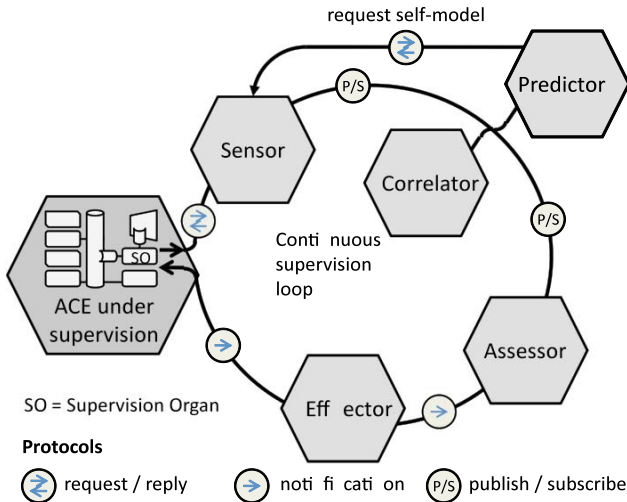 request self-model
P/S
Predictor
Sensor
Correlator
P/S
SO
Conti nuous
supervision
loop
ACE under
supervision
Assessor
Eff ector
SO = Supervision Organ
Protocols
request / reply
noti fi cati on
P/S
publish / subscribe